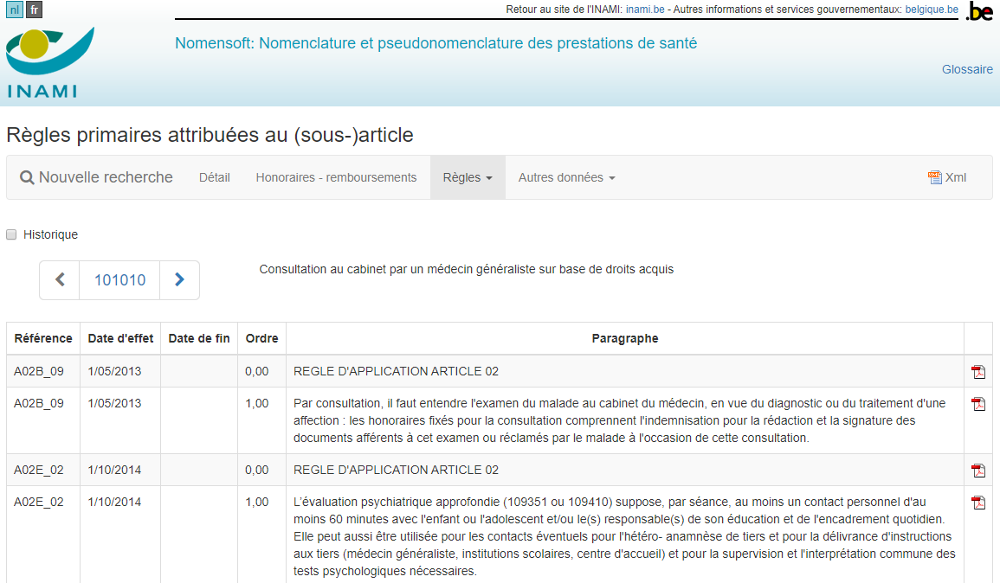 nl fr
Retour au site de l'INAMI: inami.be - Autres informations et services gouvernementaux: belgique.be
.be
Nomensoft: Nomenclature et pseudonomenclature des prestations de santé
Glossaire
INAMI
Règles primaires attribuées au (sous-)article
Nouvelle recherche Détail Honoraires - remboursements Règles Autres données Xml
Historique
101010
Consultation au cabinet par un médecin généraliste sur base de droits acquis
Référence Date d'effet Date de fin Ordre Paragraphe
A02B_09 1/05/2013 0,00 REGLE D'APPLICATION ARTICLE 02
A02B_09 1/05/2013 1,00 Par consultation, il faut entendre l'examen du malade au cabinet du médecin, en vue du diagnostic ou du traitement d'une
affection : les honoraires fixés pour la consultation comprennent l'indemnisation pour la rédaction et la signature des
documents afférents à cet examen ou réclamés par le malade à l'occasion de cette consultation.
A02E_02 1/10/2014 0,00 REGLE D'APPLICATION ARTICLE 02
A02E_02 1/10/2014 1,00 L'évaluation psychiatrique approfondie (109351 ou 109410) suppose, par séance, au moins un contact personnel d'au
moins 60 minutes avec l'enfant ou l'adolescent et/ou le(s) responsable(s) de son éducation et de l'encadrement quotidien.
Elle peut aussi être utilisée pour les contacts éventuels pour l'hétéro- anamnèse de tiers et pour la délivrance d'instructions
aux tiers (médecin généraliste, institutions scolaires, centre d'accueil) et pour la supervision et l'interprétation commune des
tests psychologiques nécessaires.